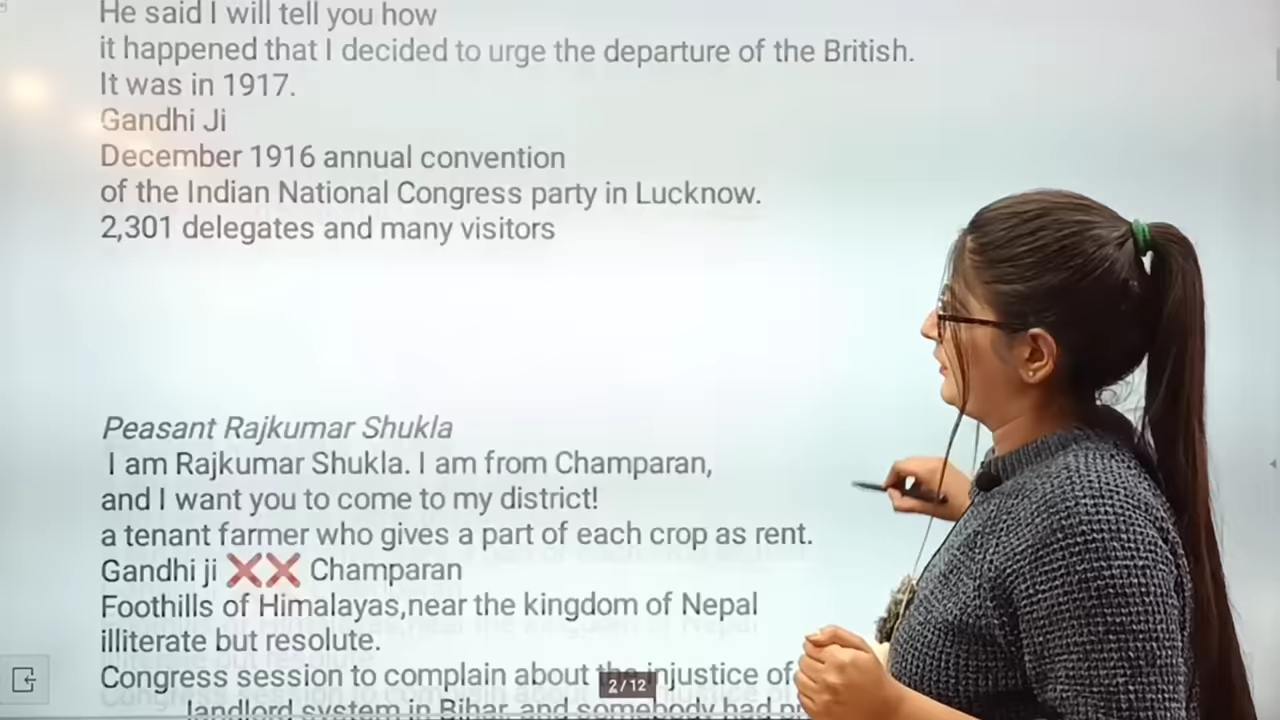 He said I will tell you how
it happened that I decided to urge the departure of the British.
It was in 1917.
Gandhi Ji
December 1916 annual convention
of the Indian National Congress party in Lucknow.
2,301 delegates and many visitors
Peasant Rajkumar Shukla
I am Rajkumar Shukla. I am from Champaran,
and I want you to come to my district!
a tenant farmer who gives a part of each crop as rent.
Gandhi ji ❌❌ Champaran
Foothills of Himalayas,near the kingdom of Nepal
illiterate but resolute.
Congress session to complain about the injustice of
2/12
landlord system in Bihar, and somebody had